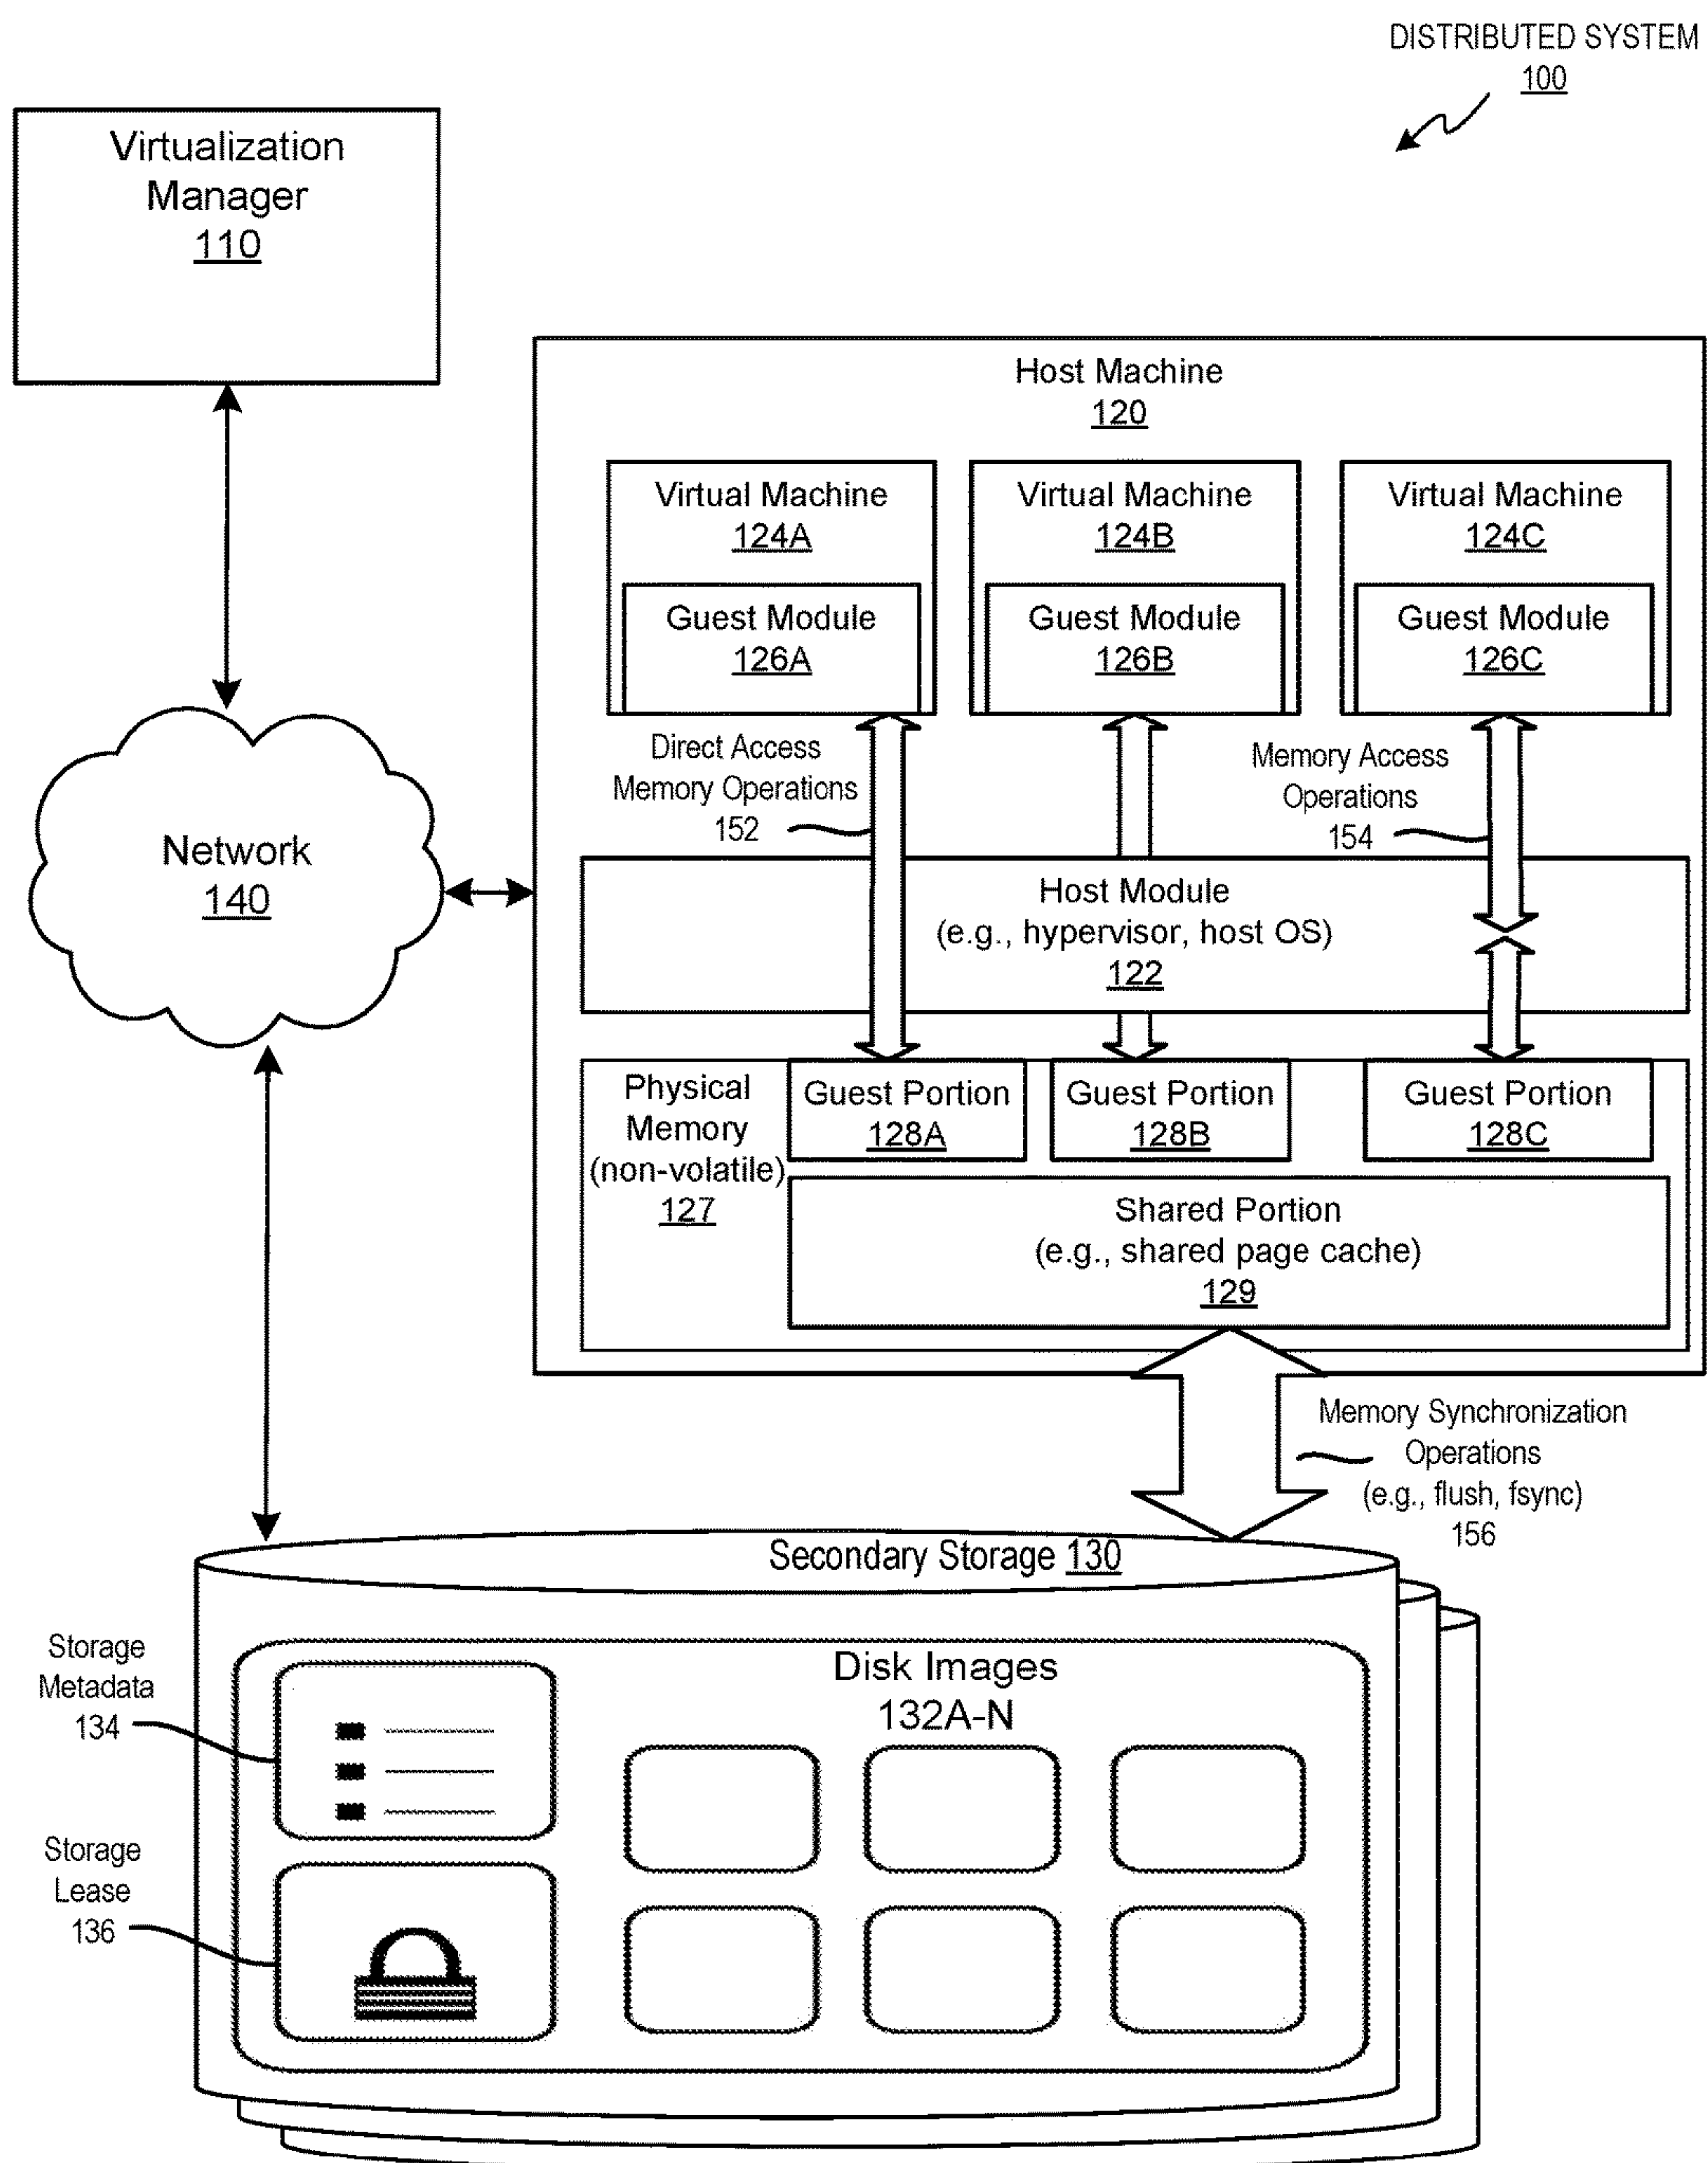 DISTRIBUTED SYSTEM
100
Virtualization
Manager
110
Host Machine
120
Virtual Machine
124A
Guest Module
126A
Virtual Machine
124B
Guest Module
126B
Virtual Machine
124C
Guest Module
126C
Direct Access
Memory Operations
152
Memory Access
Operations
154
Network
140
Host Module
(e.g., hypervisor, host OS)
122
Physical
Memory
(non-volatile)
127
Guest Portion
128A
Guest Portion
128B
Guest Portion
128C
Shared Portion
(e.g., shared page cache)
129
Memory Synchronization
Operations
(e.g., flush, fsync)
156
Secondary Storage 130
Storage
Metadata
134
Disk Images
132A-N
Storage
Lease
136